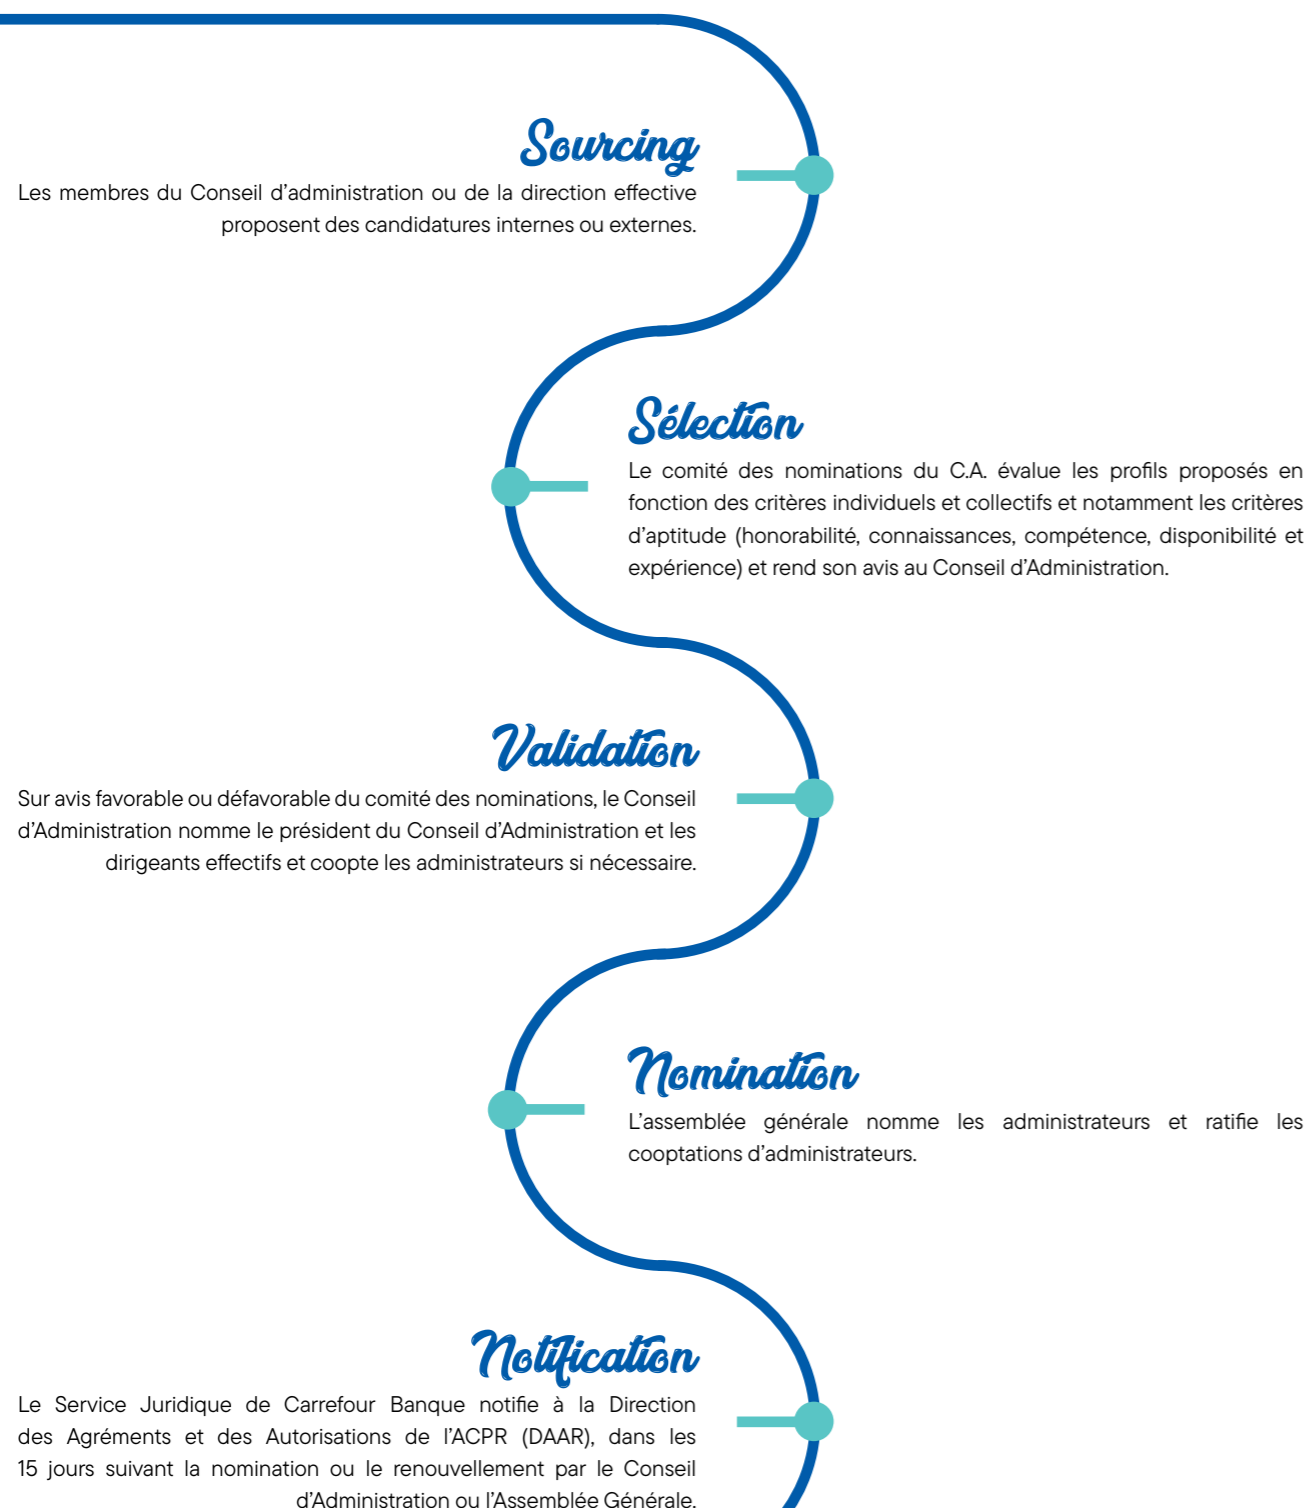 Sourcing
Les membres du Conseil d'administration ou de la direction effective
proposent des candidatures internes ou externes.
Sélection
Le comité des nominations du C.A. évalue les profils proposés en
fonction des critères individuels et collectifs et notamment les critères
d'aptitude (honorabilité, connaissances, compétence, disponibilité et
expérience) et rend son avis au Conseil d'Administration.
Validation
Sur avis favorable ou défavorable du comité des nominations, le Conseil
d'Administration nomme le président du Conseil d'Administration et les
dirigeants effectifs et coopte les administrateurs si nécessaire.
Nomination
L'assemblée générale nomme les administrateurs et ratifie les
cooptations d'administrateurs.
Notification
Le Service Juridique de Carrefour Banque notifie à la Direction
des Agréments et des Autorisations de l'ACPR (DAAR), dans les
15 jours suivant la nomination ou le renouvellement par le Conseil
d'Administration ou l'Assemblée Générale.